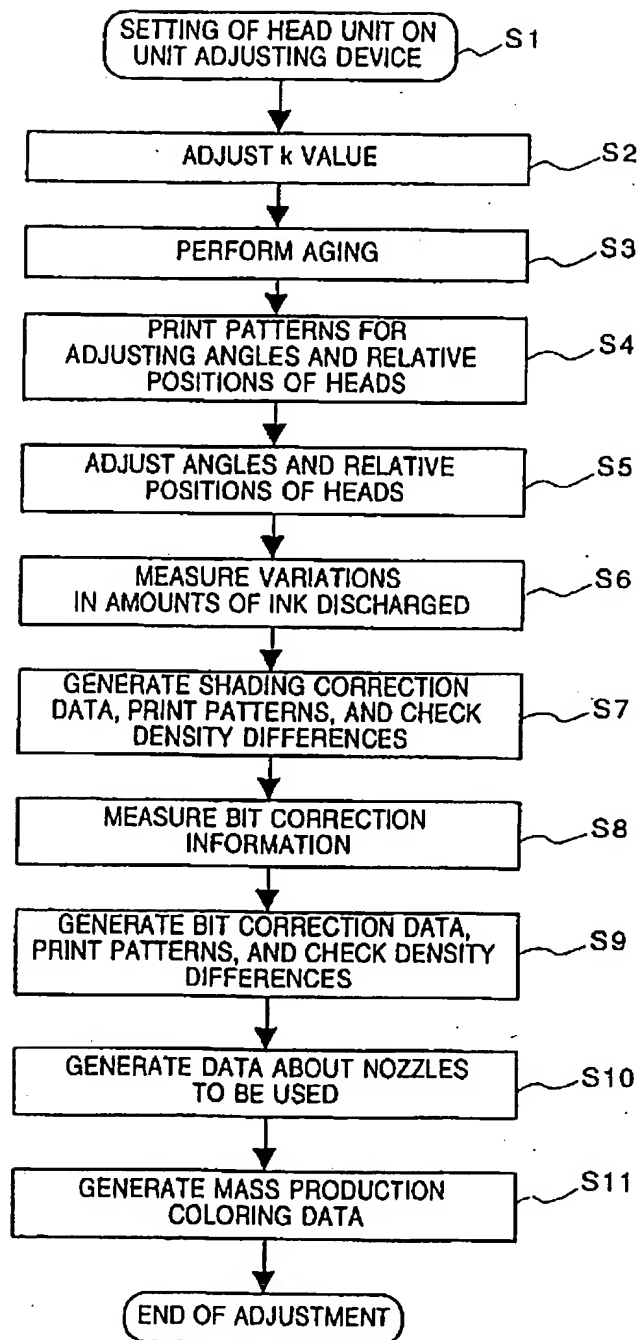 SETTING OF HEAD UNIT ON
UNIT ADJUSTING DEVICE
S1
ADJUST k VALUE
S2
PERFORM AGING
S3
PRINT PATTERNS FOR
ADJUSTING ANGLES AND RELATIVE
POSITIONS OF HEADS
S4
ADJUST ANGLES AND RELATIVE
POSITIONS OF HEADS
S5
MEASURE VARIATIONS
IN AMOUNTS OF INK DISCHARGED
S6
GENERATE SHADING CORRECTION
DATA, PRINT PATTERNS, AND CHECK
DENSITY DIFFERENCES
S7
MEASURE BIT CORRECTION
INFORMATION
S8
GENERATE BIT CORRECTION DATA,
PRINT PATTERNS, AND CHECK DENSITY
DIFFERENCES
S9
GENERATE DATA ABOUT NOZZLES
TO BE USED
S10
GENERATE MASS PRODUCTION
COLORING DATA
S11
END OF ADJUSTMENT